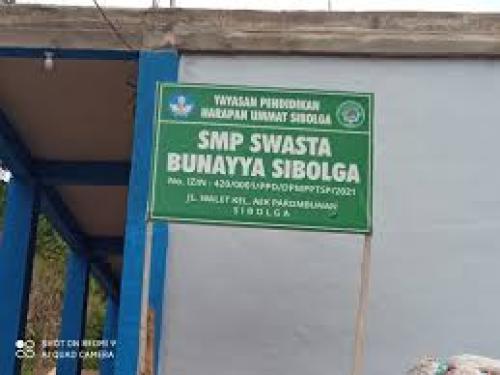 YAYASAN PENDIDIKAN
HARAPAN UMMAT SIBOLGA
SMP SWASTA
BUNAYYA SIBOLGA
No. IZIN : 420/0001/PPD/DPMPPTSP/2021
JL. WALET KEL. AEK PAROMBUNAN
SIBOLGA
SHOT ON REDMI 9
AI QUAD CAMERA